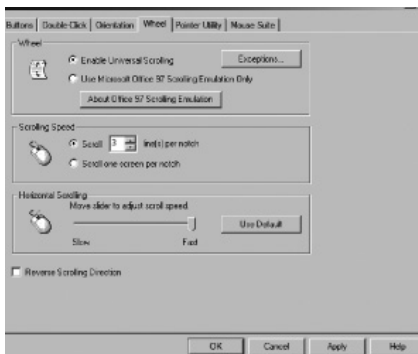 Buttons Double-Click Orientation Wheel Pointer Utility Mouse Suite
Wheel
Enable Universal Scrolling
Exceptions...
Use Microsoft Office 97 Scrolling Emulation Only
About Office 97 Scrolling Emulation
Scrolling Speed
Scroll 3 line(s) per notch
Scroll one screen per notch
Horizontal Scrolling
Move slider to adjust scroll speed.
Use Default
Slow Fast
Reverse Scrolling Direction
OK Cancel Apply Help